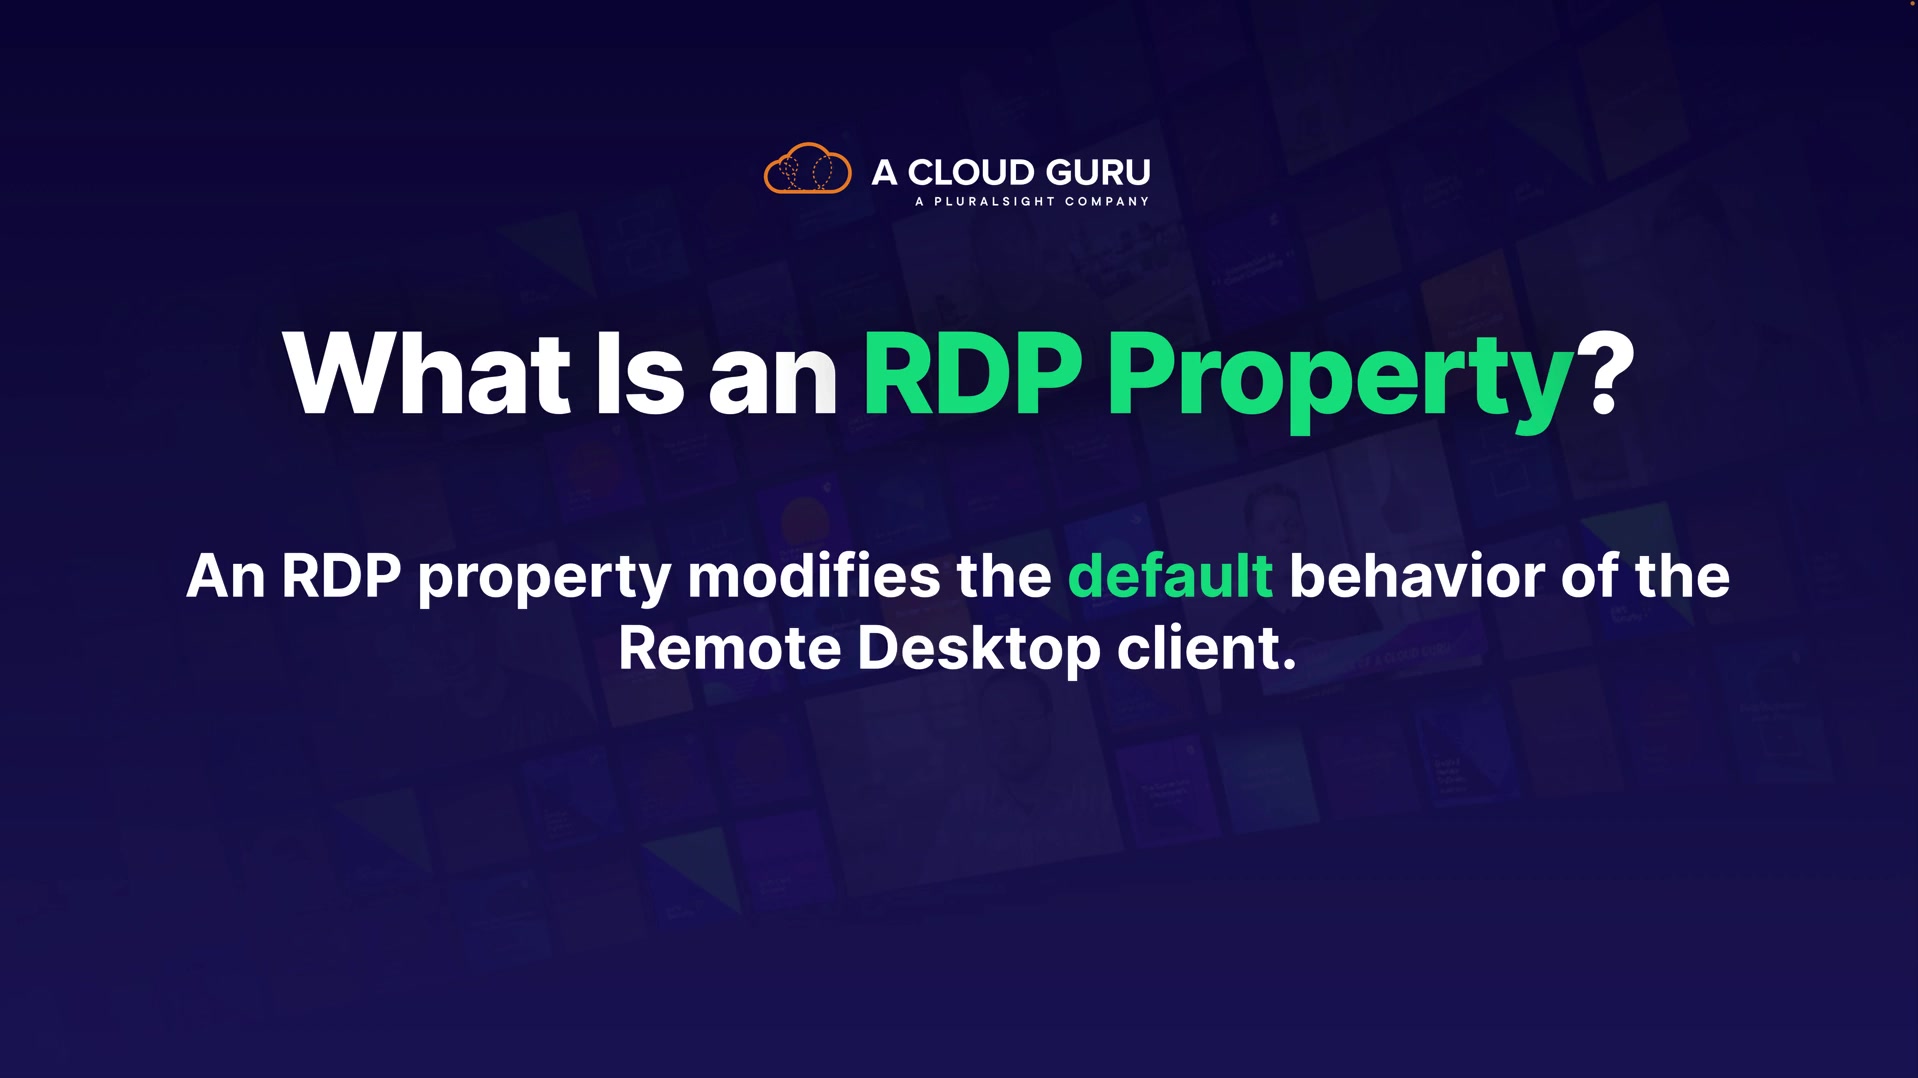 A CLOUD GURU
A PLURALSIGHT COMPANY
What Is an RDP Property?
An RDP property modifies the default behavior of the
Remote Desktop client.